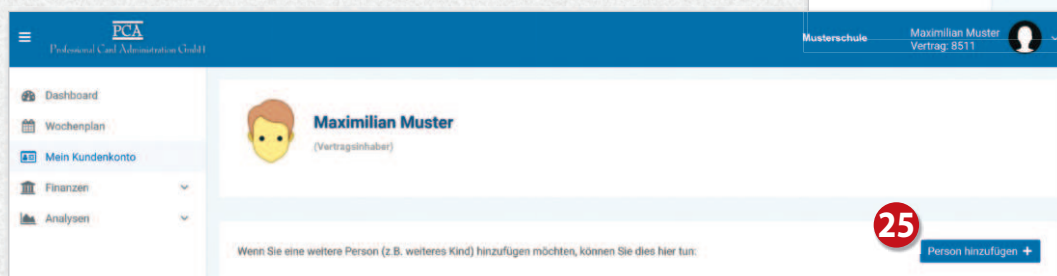 PCA
Professional Card Administration GmbH
Musterschule
Maximilian Muster
Vertrag: 8511
Dashboard
Wochenplan
Mein Kundenkonto
Finanzen
Analysen
Maximilian Muster
(Vertragsinhaber)
25
Wenn Sie eine weitere Person (z.B. weiteres Kind) hinzufügen möchten, können Sie dies hier tun:
Person hinzufügen +